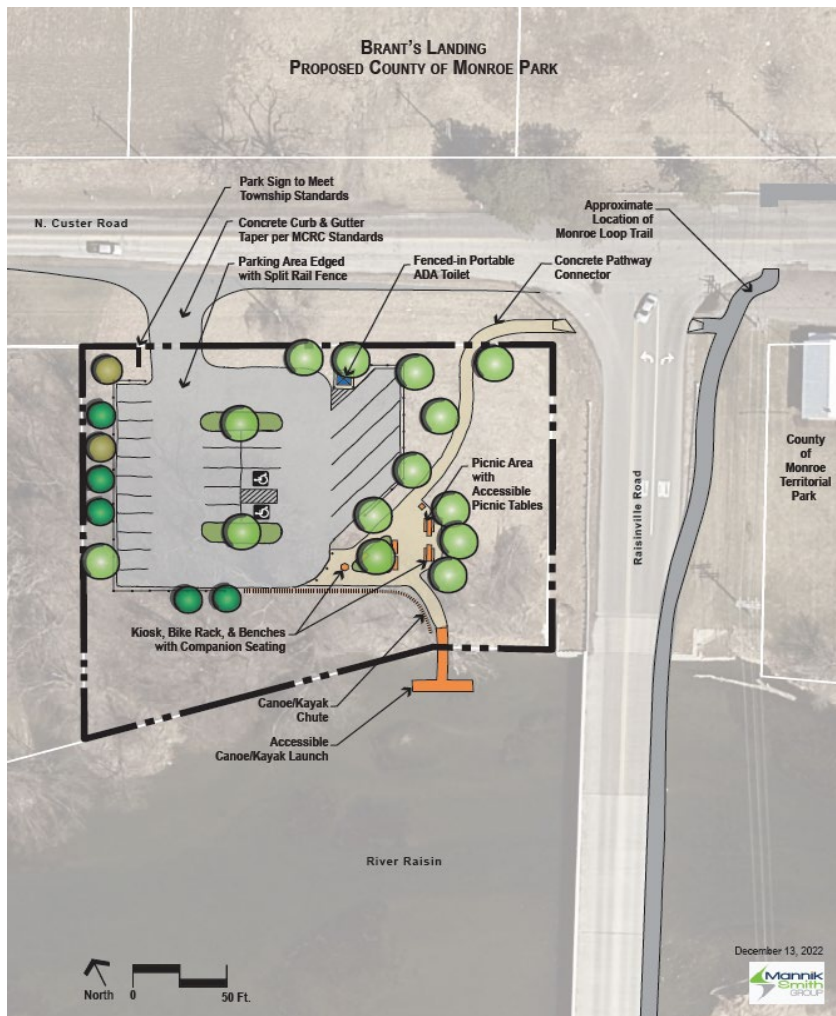 BRANT'S LANDING
PROPOSED COUNTY OF MONROE PARK
Park Sign to Meet
Township Standards
N. Custer Road
Concrete Curb & Gutter
Taper per MCRC Standards
Approximate
Location of
Monroe Loop Trail
Parking Area Edged
with Split Rail Fence
Fenced-in Portable
ADA Toilet
Concrete Pathway
Connector
County
of
Monroe
Territorial
Park
Picnic Area
with
Accessible
Picnic Tables
Raisinville Road
Kiosk, Bike Rack, & Benches
with Companion Seating
Canoe/Kayak
Chute
Accessible
Canoe/Kayak Launch
River Raisin
December 13, 2022
North 0 50 Ft.
Mannik
Smith
GROUP